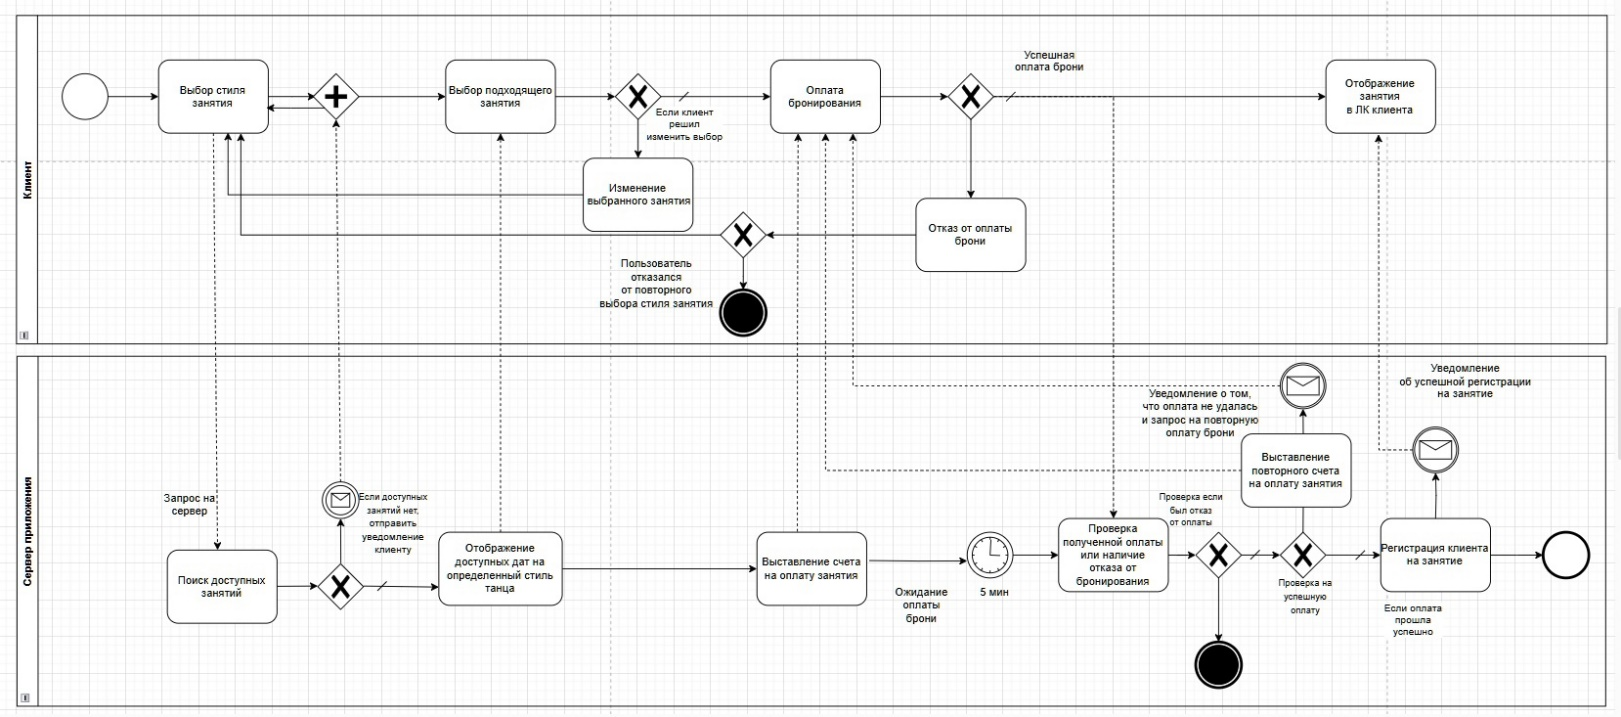 Клиент
Выбор стиля
занятия
Выбор подходящего
занятия
Если клиент
решил
изменить выбор
Изменение
выбранного занятия
Оплата
бронирования
Успешная
оплата брони
Отображение
занятия
в ЛК клиента
Отказ от оплаты
брони
Пользователь
отказался
от повторного
выбора стиля занятия
Сервер приложения
Запрос на
сервер
Поиск доступных
занятий
Если доступных
занятий нет,
отправить
уведомление
клиенту
Отображение
доступных дат на
определенный стиль
танца
Выставление счета
на оплату занятия
Ожидание
оплаты
брони
5 мин
Проверка
полученной оплаты
или наличие
отказа от
бронирования
Проверка если
был отказ
от оплаты
Уведомление о том,
что оплата не удалась
и запрос на повторную
оплату брони
Выставление
повторного счета
на оплату занятия
Проверка на
успешную
оплату
Уведомление
об успешной регистрации
на занятие
Регистрация клиента
на занятие
Если оплата
прошла
успешно